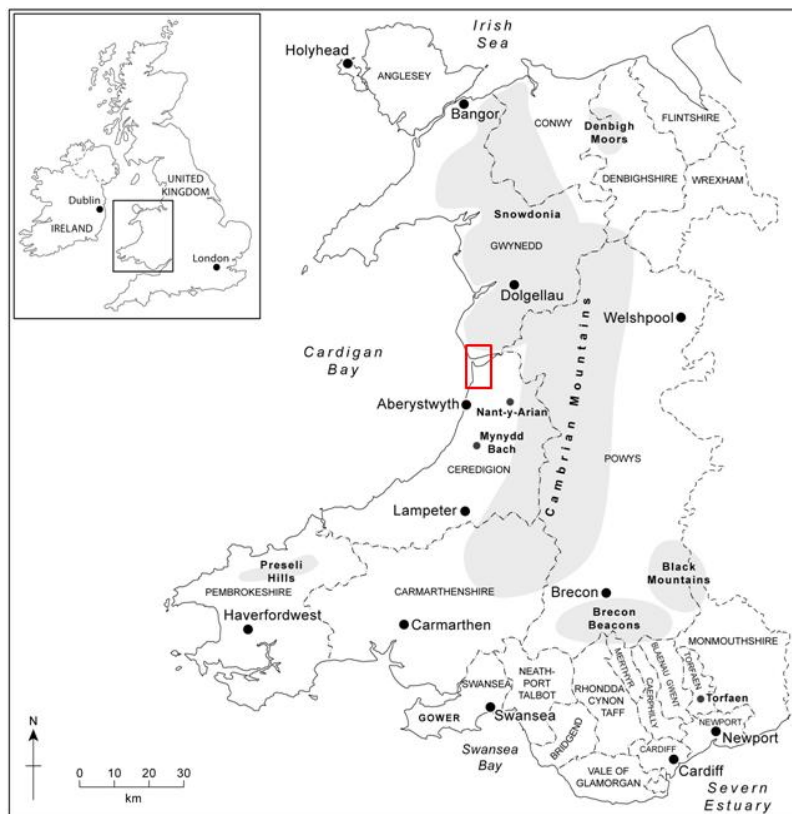 Irish
Sea
Holyhead
ANGLESEY
Bangor
CONWY
Denbigh
Moors
FLINTSHIRE
DENBIGHSHIRE
WREXHAM
UNITED
KINGDOM
Dublin
IRELAND
London
Snowdonia
GWYNEDD
Dolgellau
Welshpool
Cardigan
Bay
Cambrian Mountains
Aberystwyth
Nant-y-Arian
Mynydd
Bach
CEREDIGION
POWYS
Lampeter
Preseli
Hills
PEMBROKESHIRE
CARMARTHENSHIRE
Haverfordwest
Carmarthen
Brecon
Black
Mountains
Brecon
Beacons
MONMOUTHSHIRE
SWANSEA
NEATH-
PORT
TALBOT
RHONDDA
CYNON
TAFF
MERTHYR
CAERPHILLY
BLAENAU GWENT
TORFAEN
Torfaen
GOWER
Swansea
BRIDGEND
NEWPORT
Newport
Swansea
Bay
CARDIFF
Cardiff
VALE OF
GLAMORGAN
Severn
Estuary
N
0 10 20 30
km